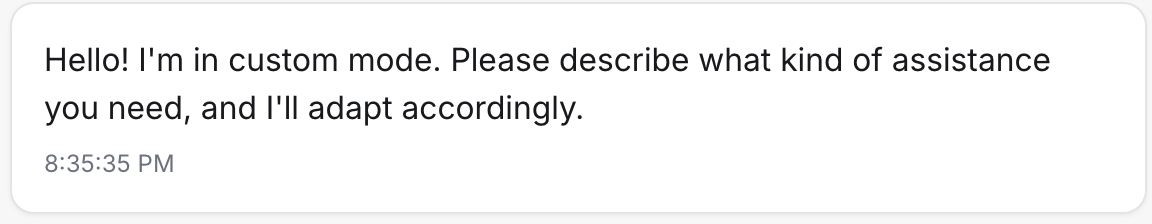 Hello! I'm in custom mode. Please describe what kind of assistance
you need, and I'll adapt accordingly.
8:35:35 PM